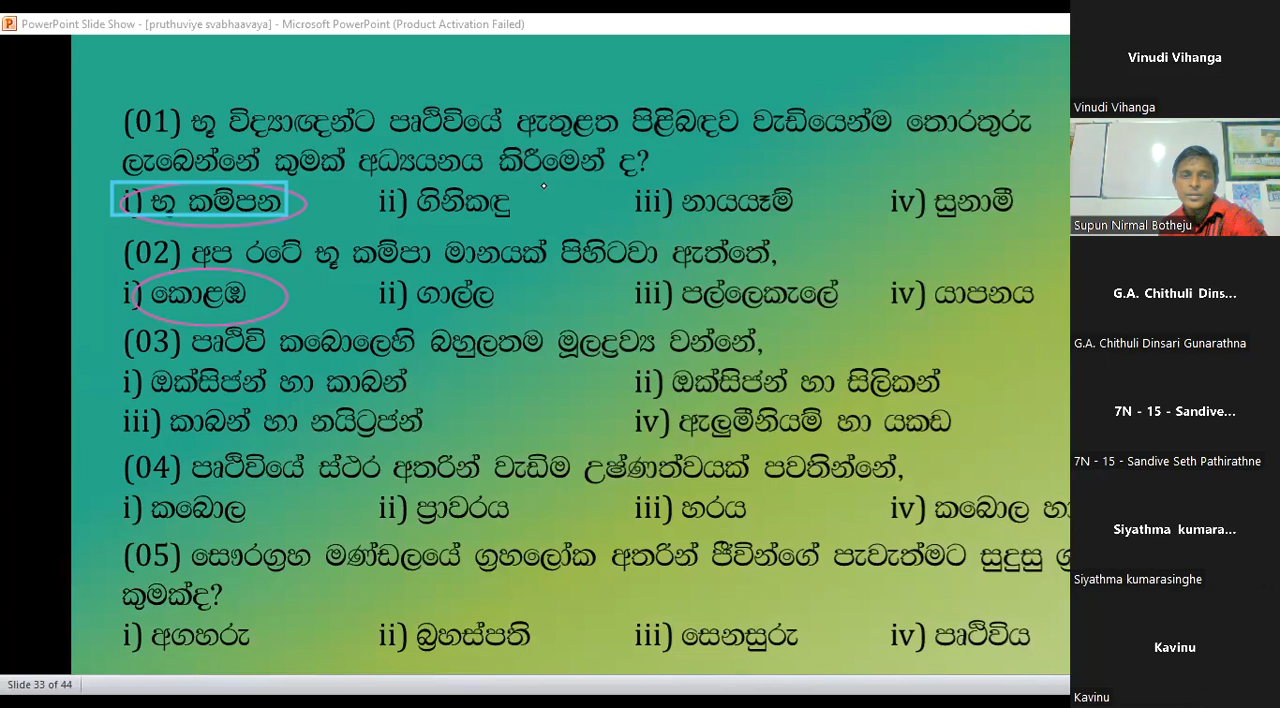 PowerPoint Slide Show - [pruthuviye svabhaavaya] - Microsoft PowerPoint (Product Activation Failed)
(01) භූ විද්‍යාඥදන්ට පෘථිවියේ ඇතුළත පිළිබඳව වැඩියෙන්ම තොරතුරු
ලැබෙන්නේ කුමක් අධ්‍යයනය කිරීමෙන් ද?
i) භූ කම්පන ii) ගිනිකඳු iii) නායයෑම් iv) සුනාමී
(02) අප රටේ භූ කම්පා මානයක් පිහිටවා ඇත්තේ,
i) කොළඹ ii) ගාල්ල iii) පල්ලෙකැලේ iv) යාපනය
(03) පෘථිවි කබොලෙහි බහුලතම මූලද්‍රව්‍ය වන්නේ,
i) ඔක්සිජන් හා කාබන් ii) ඔක්සිජන් හා සිලිකන්
iii) කාබන් හා නයිට්‍රජන් iv) ඇලුමීනියම් හා යකඩ
(04) පෘථිවියේ ස්ථර අතරින් වැඩිම උෂ්ණත්වයක් පවතින්නේ,
i) කබොල ii) ප්‍රාවරය iii) හරය iv) කබොල හා
(05) සෞරග්‍රහ මණ්ඩලයේ ග්‍රහලෝක අතරින් ජීවින්ගේ පැවැත්මට සුදුසු
කුමක්ද?
i) අගහරු ii) බ්‍රහස්පති iii) සෙනසුරු iv) පෘථිවිය
Slide 33 of 44
Vinudi Vihanga
Vinudi Vihanga
Supun Nirmal Botheju
G.A. Chithuli Dins...
G.A. Chithuli Dinsari Gunarathna
7N - 15 - Sandive...
7N - 15 - Sandive Seth Pathirathne
Siyathma kumara...
Siyathma kumarasinghe
Kavinu
Kavinu